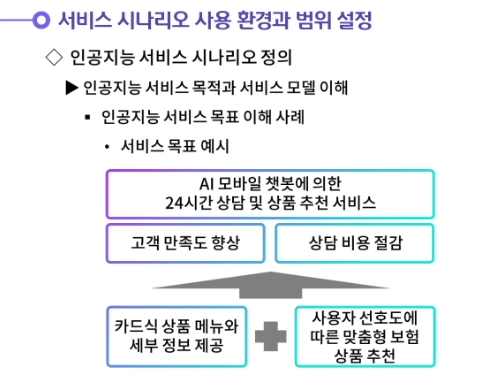 서비스 시나리오 사용 환경과 범위 설정
◇ 인공지능 서비스 시나리오 정의
▶ 인공지능 서비스 목적과 서비스 모델 이해
▪ 인공지능 서비스 목표 이해 사례
• 서비스 목표 예시
AI 모바일 챗봇에 의한
24시간 상담 및 상품 추천 서비스
고객 만족도 향상
상담 비용 절감
카드식 상품 메뉴와
세부 정보 제공
사용자 선호도에
따른 맞춤형 보험
상품 추천